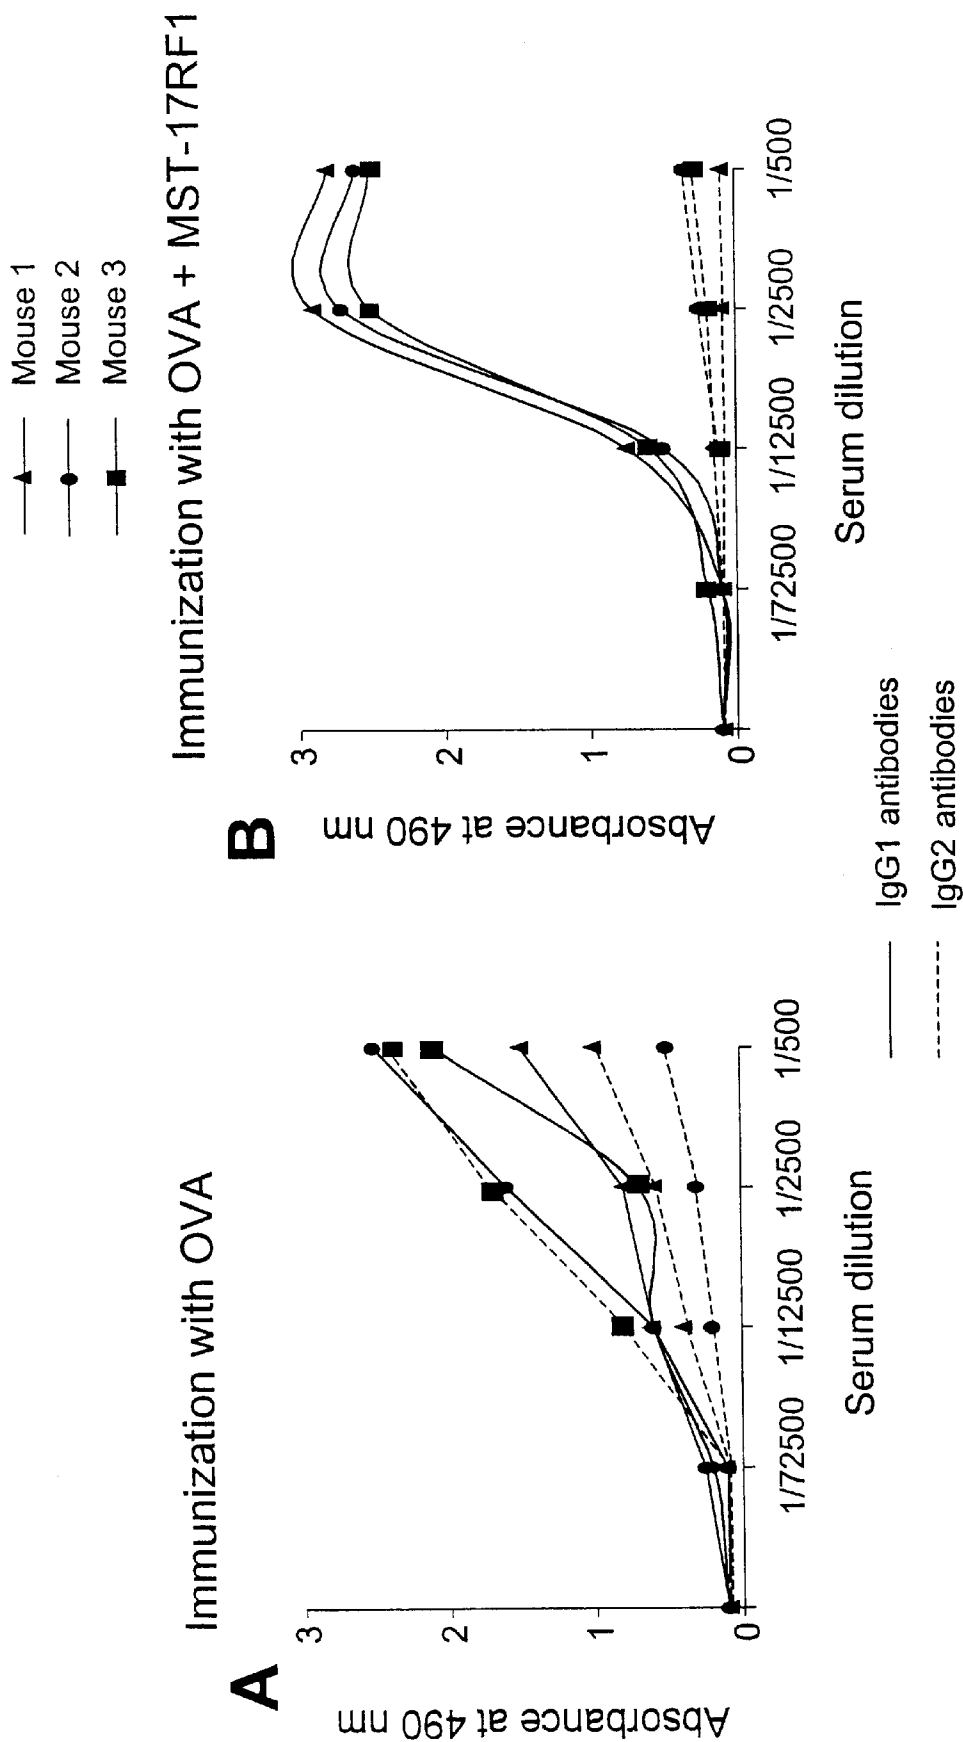 Mouse 1
Mouse 2
Mouse 3
A
Immunization with OVA
Absorbance at 490 nm
3
2
1
0
1/72500
1/12500
1/2500
1/500
Serum dilution
B
Immunization with OVA + MST-17RF1
Absorbance at 490 nm
3
2
1
0
1/72500
1/12500
1/2500
1/500
Serum dilution
IgG1 antibodies
IgG2 antibodies